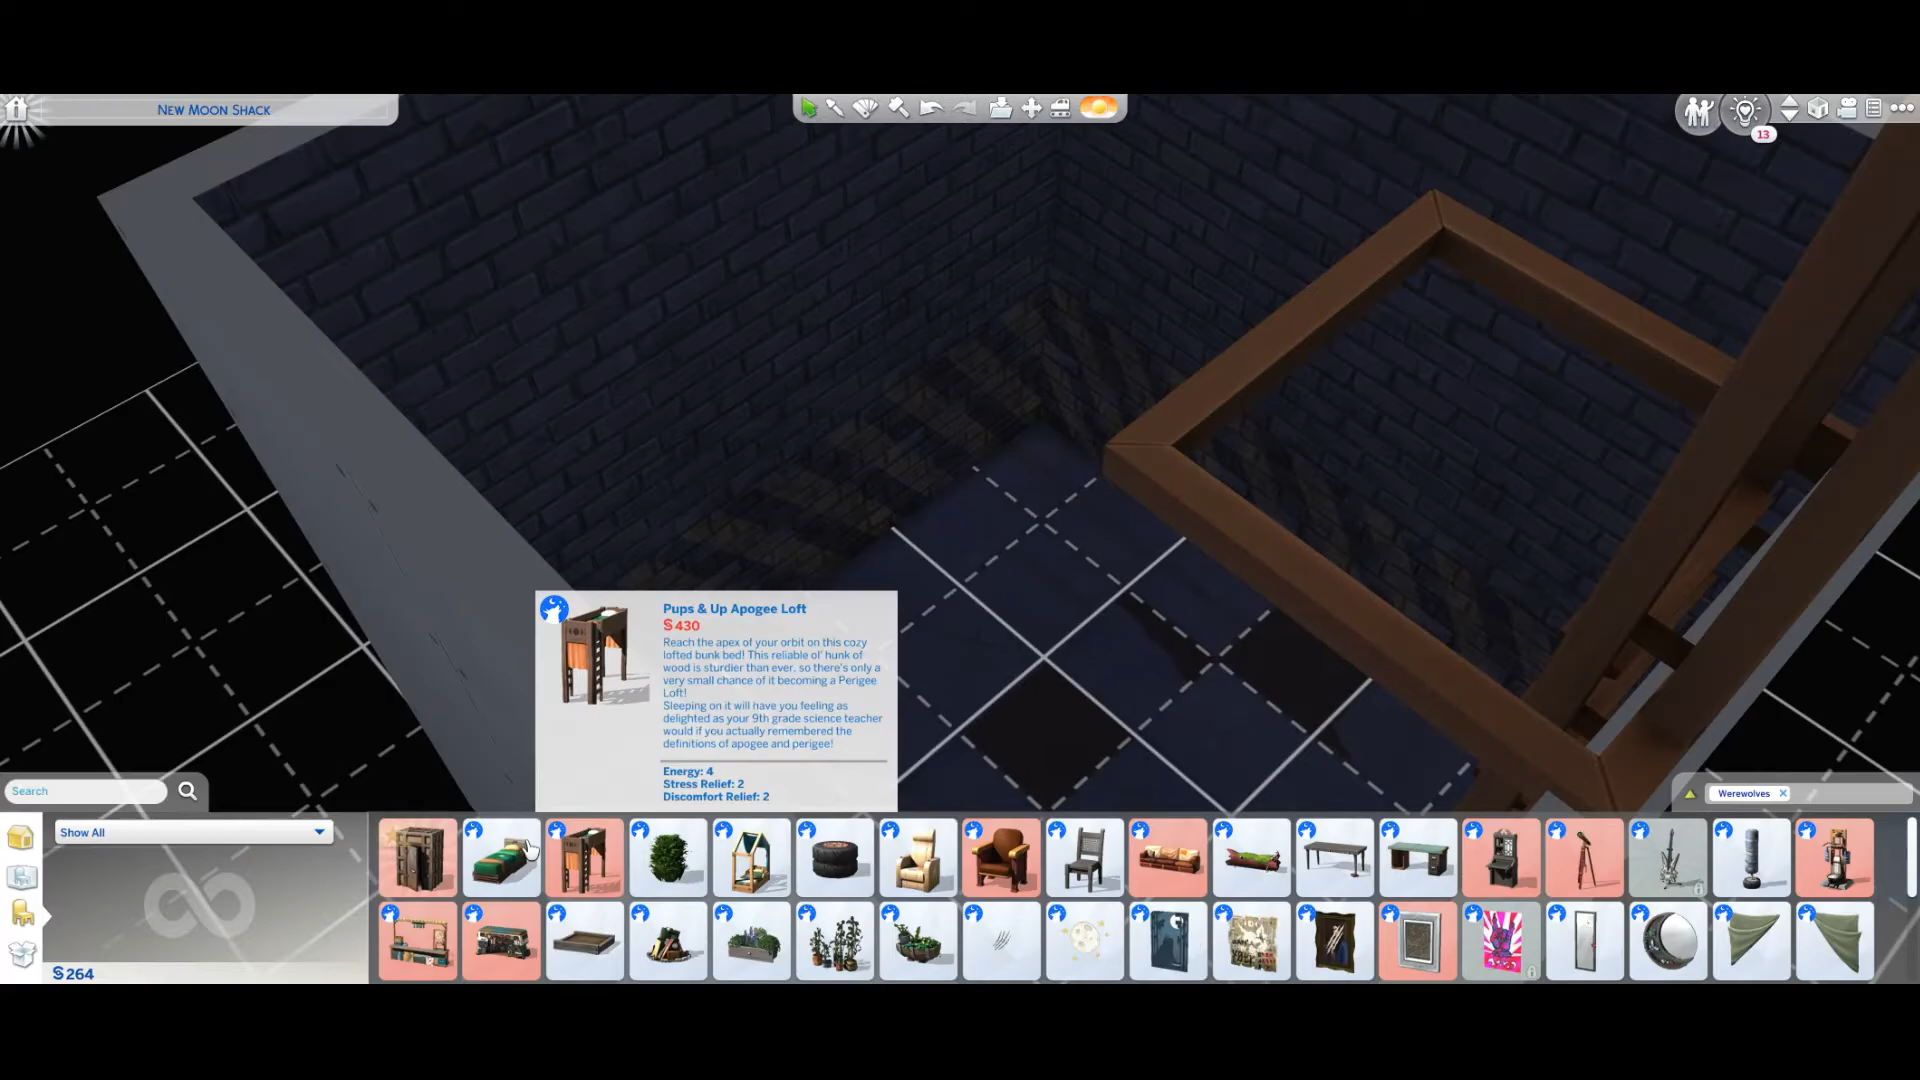 NEW MOON SHACK
13
Pups & Up Apogee Loft
§430
Reach the apex of your orbit on this cozy
lofted bunk bed! This reliable ol' hunk of
wood is sturdier than ever, so there's only a
very small chance of it becoming a Perigee
Loft!
Sleeping on it will have you feeling as
delighted as your 9th grade science teacher
would if you actually remembered the
definitions of apogee and perigee!
Energy: 4
Stress Relief: 2
Discomfort Relief: 2
Search
Werewolves
Show All
§264